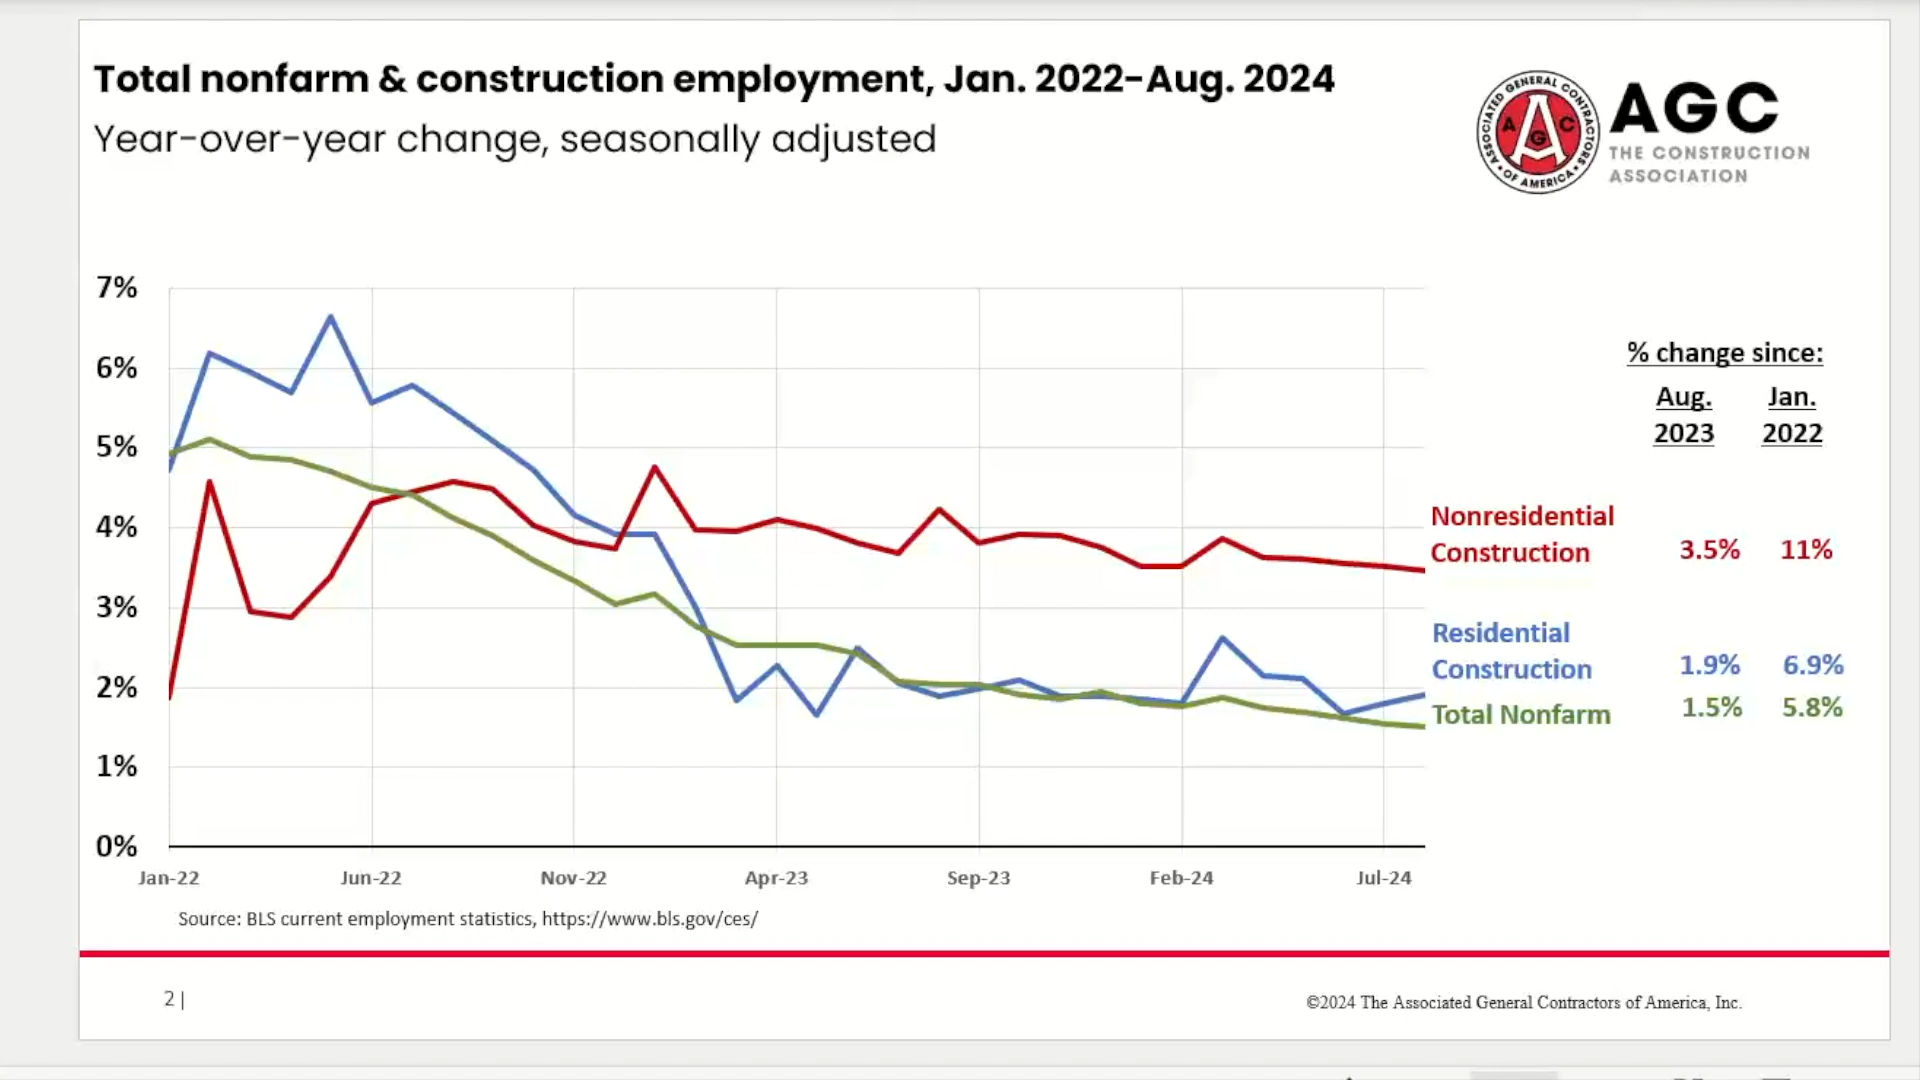 Total nonfarm & construction employment, Jan. 2022-Aug. 2024
Year-over-year change, seasonally adjusted
ASSOCIATED GENERAL CONTRACTORS
• OF AMERICA •
A G C
AGC
THE CONSTRUCTION
ASSOCIATION
7%
6%
5%
4%
3%
2%
1%
0%
Jan-22 Jun-22 Nov-22 Apr-23 Sep-23 Feb-24 Jul-24
% change since:
Aug. Jan.
2023 2022
Nonresidential
Construction 3.5% 11%
Residential
Construction 1.9% 6.9%
Total Nonfarm 1.5% 5.8%
Source: BLS current employment statistics, https://www.bls.gov/ces/
2 |
©2024 The Associated General Contractors of America, Inc.